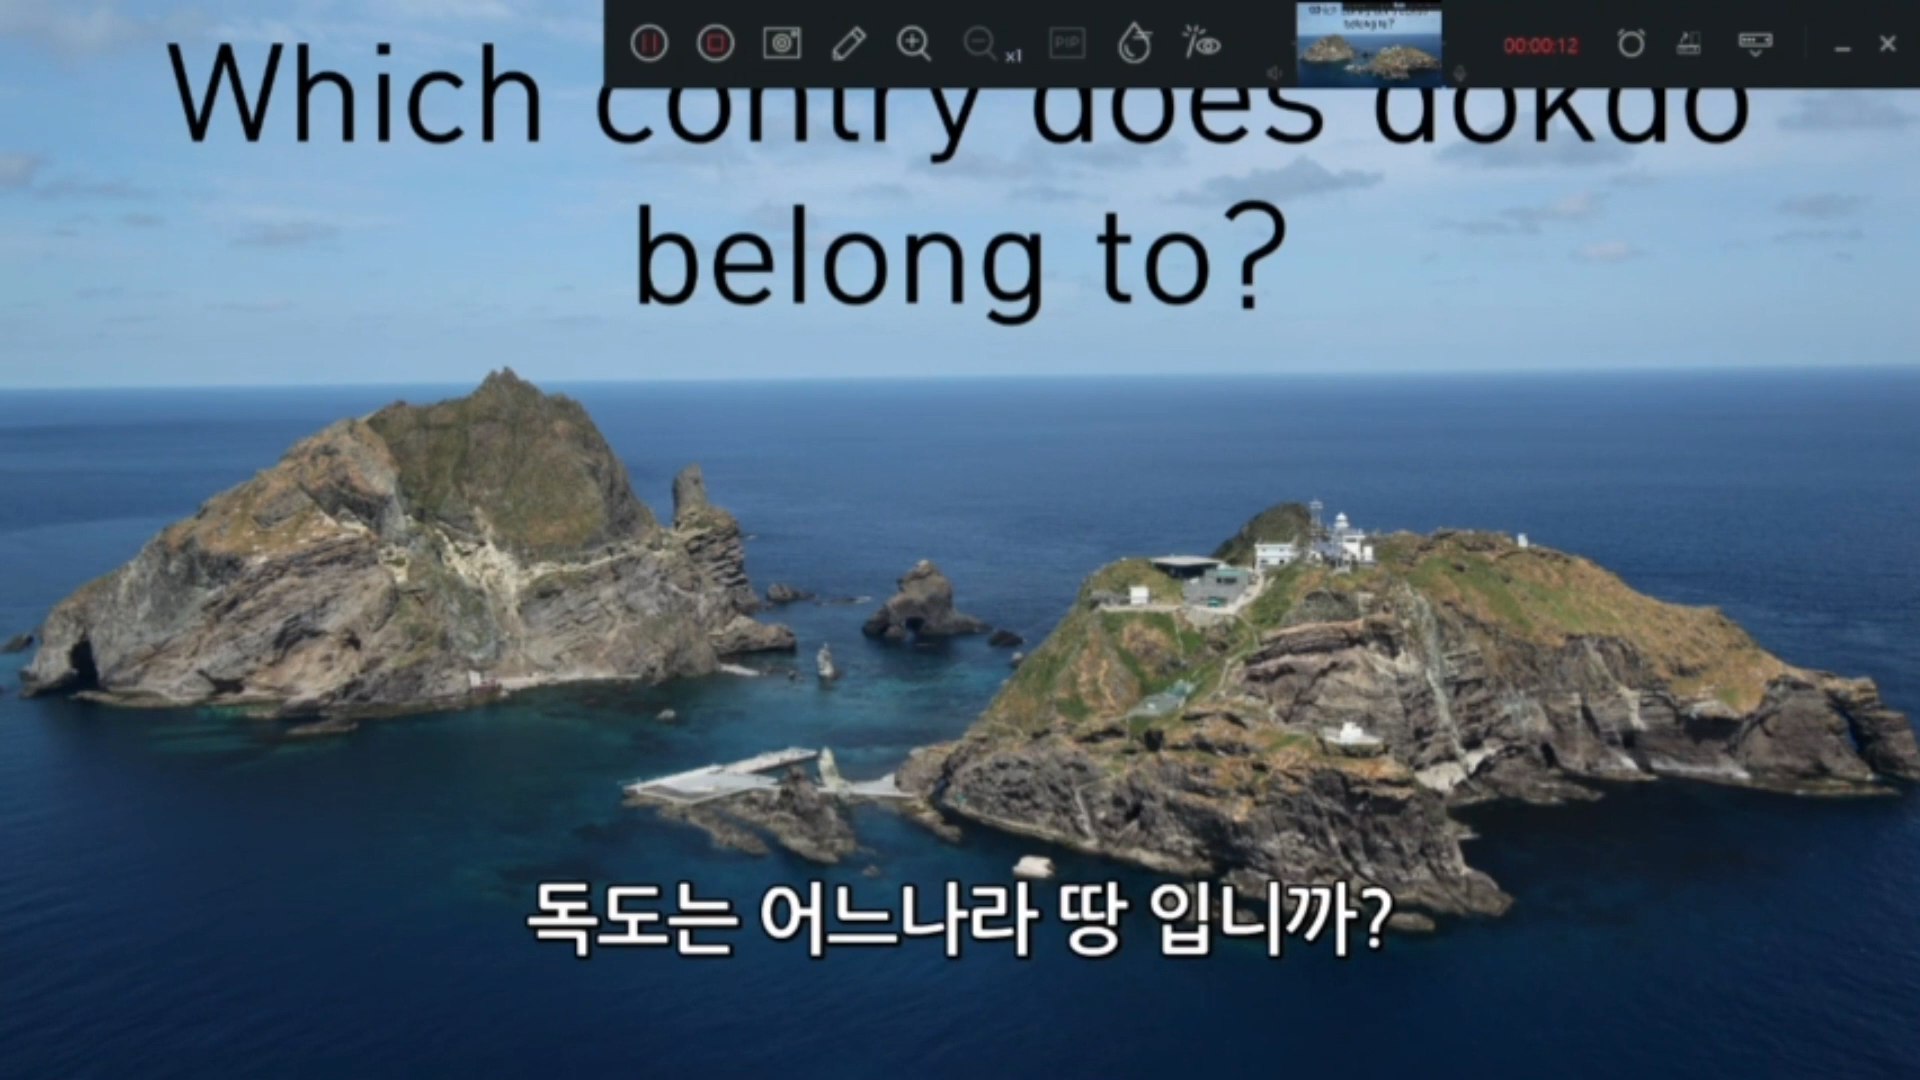 Which contry does dokdo
belong to?
x1
PIP
00:00:12
독도는 어느나라 땅 입니까?